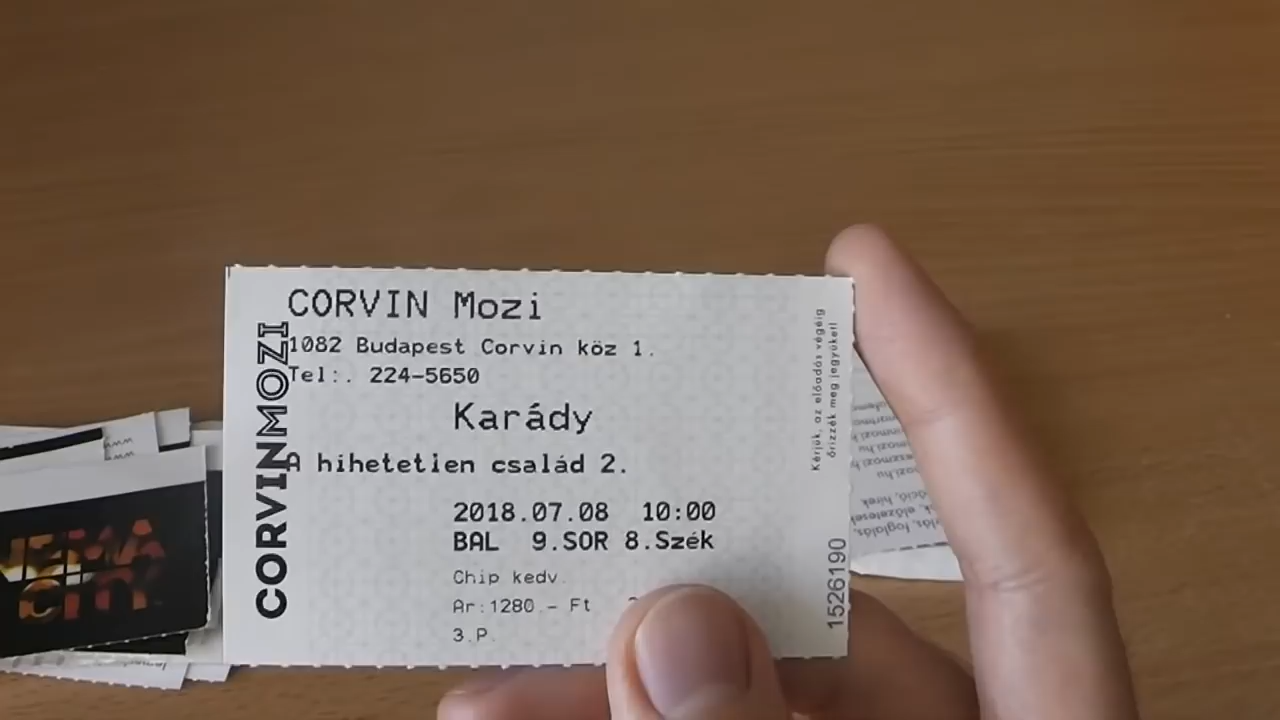 CORVIN Mozi
1082 Budapest Corvin köz 1.
Tel:. 224-5650
Karády
A hihetetlen család 2.
2018.07.08 10:00
BAL 9.SOR 8.Szék
Chip kedv.
Ar:1280.- Ft
3.P.
CORVINMOZI
Kérjük, az előadás végéig
őrizzék meg jegyüket!
1526190
CINEMA
CITY